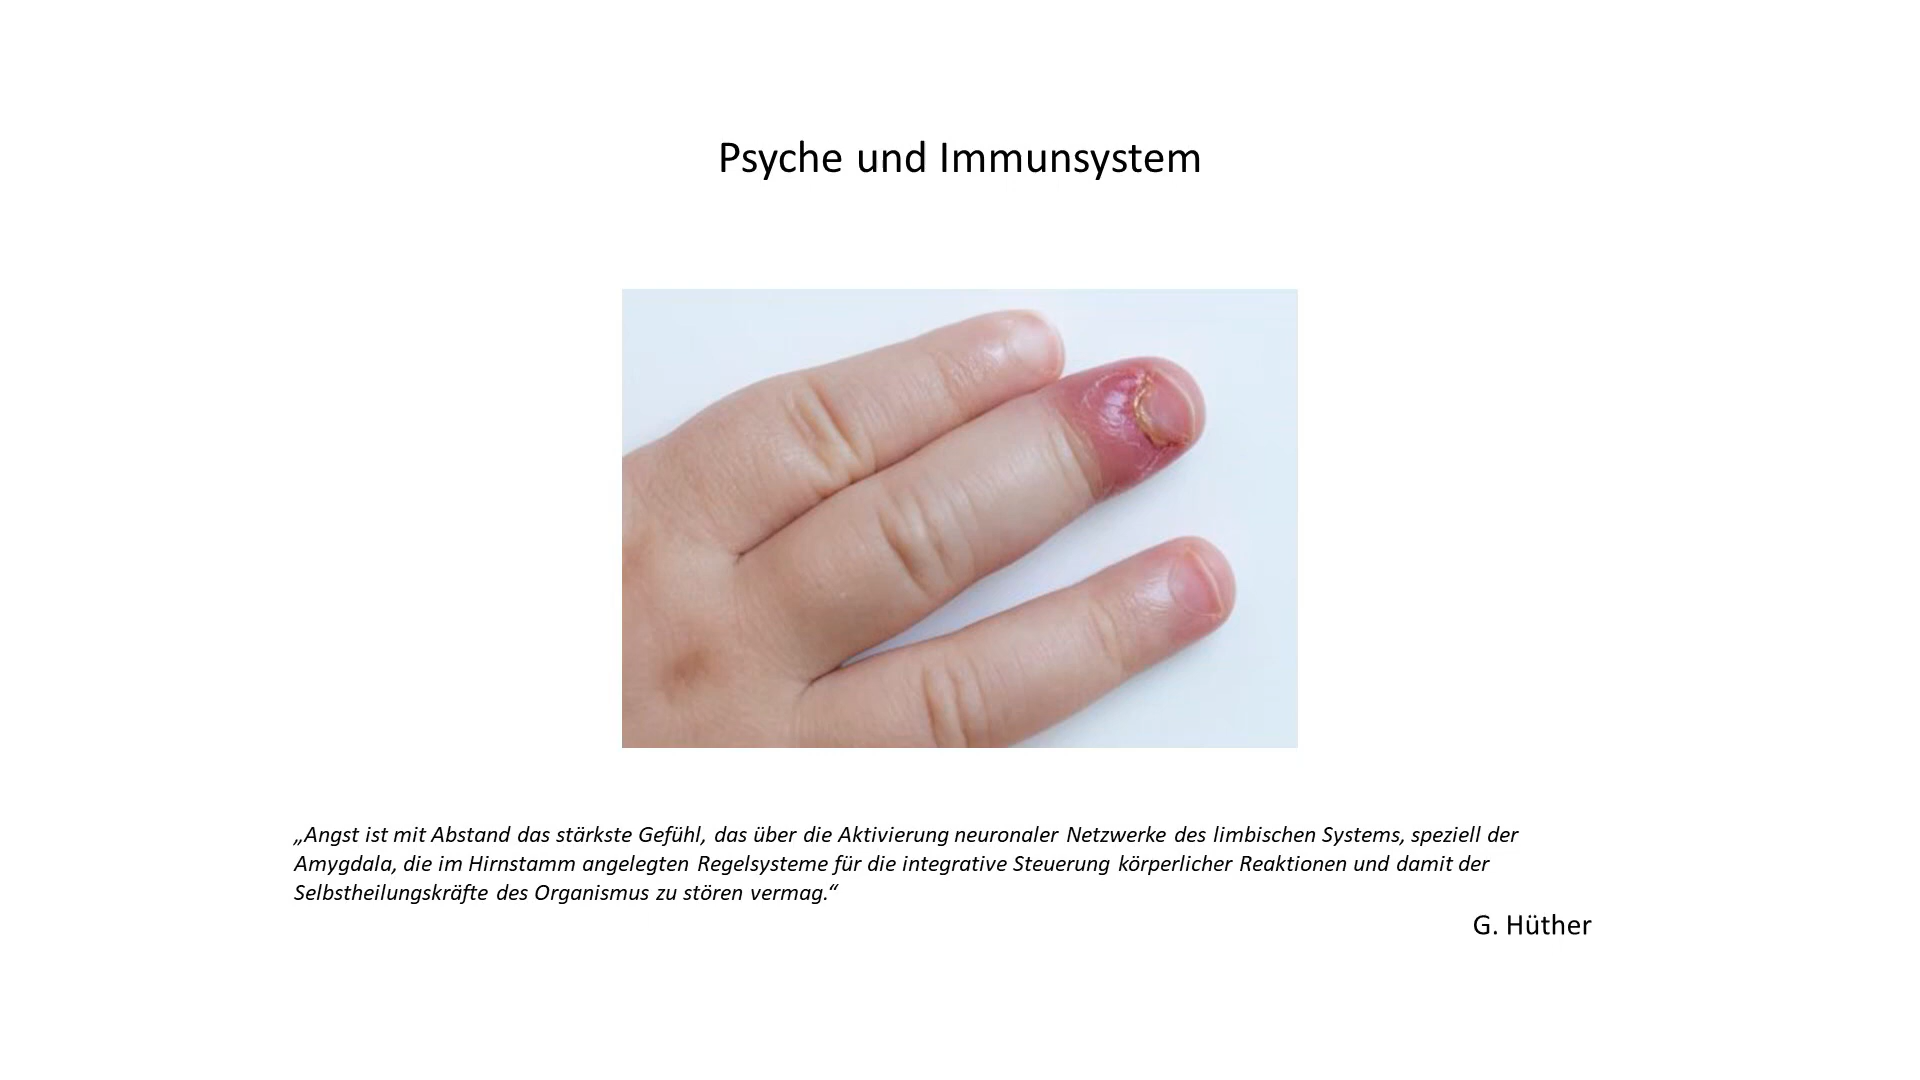 Psyche und Immunsystem
„Angst ist mit Abstand das stärkste Gefühl, das über die Aktivierung neuronaler Netzwerke des limbischen Systems, speziell der
Amygdala, die im Hirnstamm angelegten Regelsysteme für die integrative Steuerung körperlicher Reaktionen und damit der
Selbstheilungskräfte des Organismus zu stören vermag.“
G. Hüther